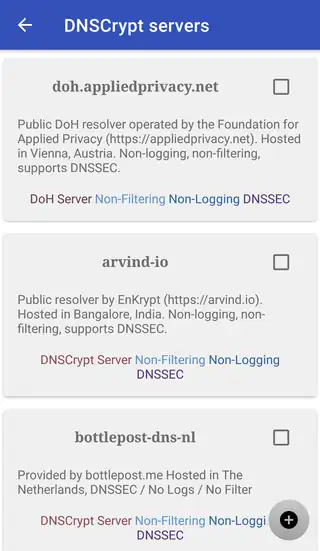 DNSCrypt servers
doh.appliedprivacy.net
Public DoH resolver operated by the Foundation for
Applied Privacy (https://appliedprivacy.net). Hosted
in Vienna, Austria. Non-logging, non-filtering,
supports DNSSEC.
DoH Server Non-Filtering Non-Logging DNSSEC
arvind-io
Public resolver by EnKrypt (https://arvind.io).
Hosted in Bangalore, India. Non-logging, non-
filtering, supports DNSSEC.
DNSCrypt Server Non-Filtering Non-Logging
DNSSEC
bottlepost-dns-nl
Provided by bottlepost.me Hosted in The
Netherlands, DNSSEC / No Logs / No Filter
DNSCrypt Server Non-Filtering Non-Loggi
DNSSEC